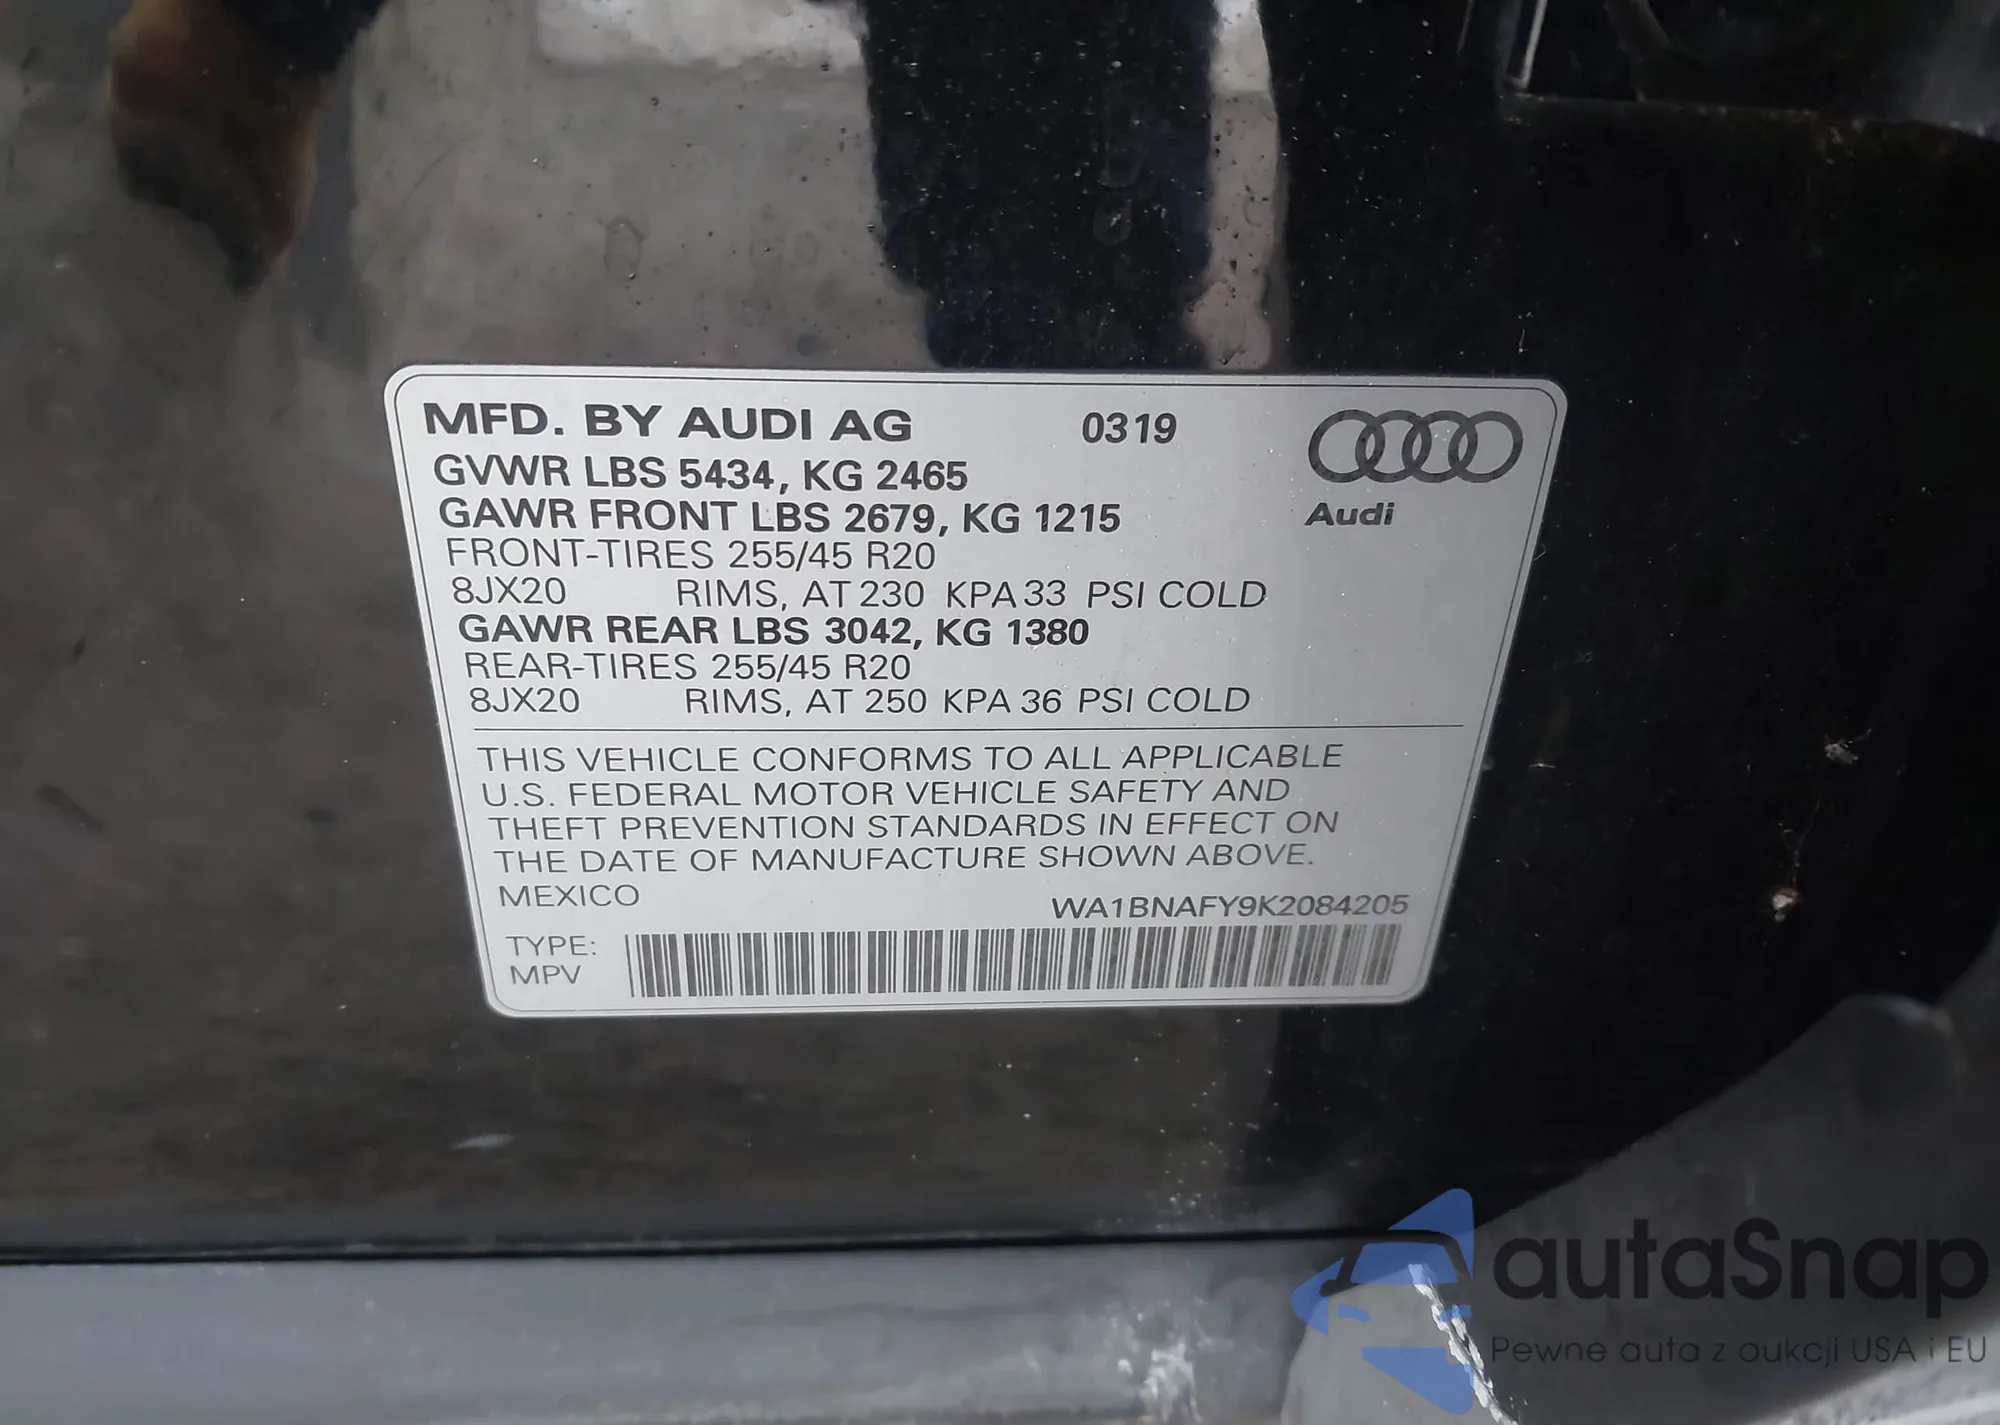 MFD. BY AUDI AG 0319
GVWR LBS 5434, KG 2465
GAWR FRONT LBS 2679, KG 1215
Audi
FRONT-TIRES 255/45 R20
8JX20 RIMS, AT 230 KPA 33 PSI COLD
GAWR REAR LBS 3042, KG 1380
REAR-TIRES 255/45 R20
8JX20 RIMS, AT 250 KPA 36 PSI COLD
THIS VEHICLE CONFORMS TO ALL APPLICABLE
U.S. FEDERAL MOTOR VEHICLE SAFETY AND
THEFT PREVENTION STANDARDS IN EFFECT ON
THE DATE OF MANUFACTURE SHOWN ABOVE.
MEXICO
WA1BNAFY9K2084205
TYPE:
MPV
autaSnap
Pewne auta z aukcji USA i EU